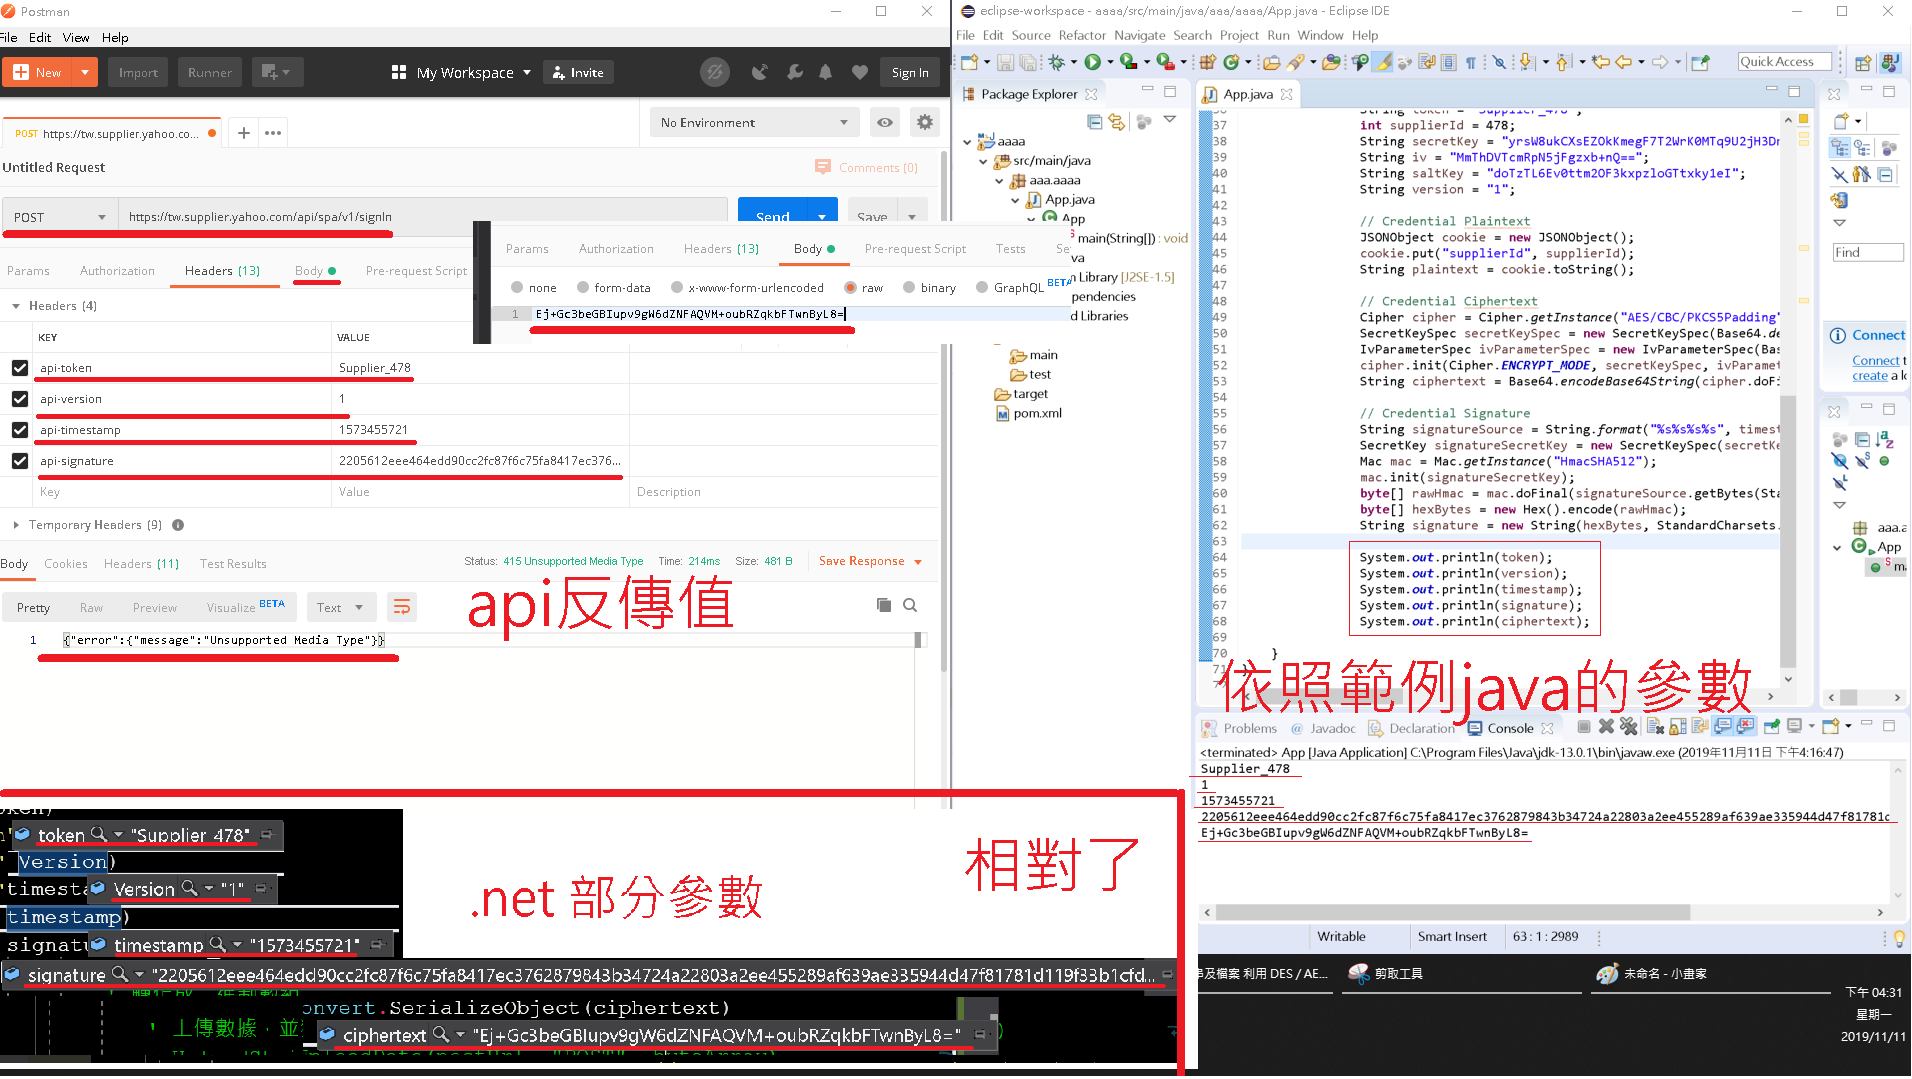 Postman
File Edit View Help
New Import Runner My Workspace Invite Sign In
POST https://tw.supplier.yahoo.co...
No Environment
Untitled Request
Comments (0)
POST https://tw.supplier.yahoo.com/api/spa/v1/signIn Send Save
Params Authorization Headers (13) Body Pre-request Script
Headers (4)
KEY VALUE
api-token Supplier_478
api-version 1
api-timestamp 1573455721
api-signature 2205612eee464edd90cc2fc87f6c75fa8417ec376...
Key Value Description
Temporary Headers (9)
Params Authorization Headers (13) Body Pre-request Script Tests
none form-data x-www-form-urlencoded raw binary GraphQL BETA
1 Ej+Gc3beGBIupv9gW6dZNFAQVM+oubRZqkbFTwnByL8=
Body Cookies Headers (11) Test Results
Status: 415 Unsupported Media Type Time: 214ms Size: 481 B Save Response
Pretty Raw Preview Visualize BETA Text
api反傳值
1 {"error":{"message":"Unsupported Media Type"}}
token "Supplier_478"
Version)
Version "1"
timestamp)
timestamp "1573455721"
signature "2205612eee464edd90cc2fc87f6c75fa8417ec3762879843b34724a22803a2ee455289af639ae335944d47f81781d119f33b1cfd...
onvert.SerializeObject(ciphertext)
ciphertext "Ej+Gc3beGBIupv9gW6dZNFAQVM+oubRZqkbFTwnByL8="
.net 部分參數
相對了
eclipse-workspace - aaaa/src/main/java/aaa/aaaa/App.java - Eclipse IDE
File Edit Source Refactor Navigate Search Project Run Window Help
Quick Access
Package Explorer
aaaa
src/main/java
aaa.aaaa
App.java
App
main(String[]) : void
m Library [J2SE-1.5]
pendencies
d Libraries
main
test
target
pom.xml
App.java
37 int supplierId = 478;
38 String secretKey = "yrsW8ukCXsEZOkKmegF7T2WrK0MTq9U2jH3Dr
39 String iv = "MmThDVTcmRpN5jFgzxb+nQ==";
40 String saltKey = "doTzTL6Ev0ttm2OF3kxpzloGTtxky1eI";
41 String version = "1";
42
43 // Credential Plaintext
44 JSONObject cookie = new JSONObject();
45 cookie.put("supplierId", supplierId);
46 String plaintext = cookie.toString();
47
48 // Credential Ciphertext
49 Cipher cipher = Cipher.getInstance("AES/CBC/PKCS5Padding"
50 SecretKeySpec secretKeySpec = new SecretKeySpec(Base64.de
51 IvParameterSpec ivParameterSpec = new IvParameterSpec(Bas
52 cipher.init(Cipher.ENCRYPT_MODE, secretKeySpec, ivParamet
53 String ciphertext = Base64.encodeBase64String(cipher.doFi
54
55 // Credential Signature
56 String signatureSource = String.format("%s%s%s%s", timest
57 SecretKey signatureSecretKey = new SecretKeySpec(secretKe
58 Mac mac = Mac.getInstance("HmacSHA512");
59 mac.init(signatureSecretKey);
60 byte[] rawHmac = mac.doFinal(signatureSource.getBytes(Sta
61 byte[] hexBytes = new Hex().encode(rawHmac);
62 String signature = new String(hexBytes, StandardCharsets.
63
64 System.out.println(token);
65 System.out.println(version);
66 System.out.println(timestamp);
67 System.out.println(signature);
68 System.out.println(ciphertext);
69
70 }
71
依照範例java的參數
Find
Connect
Connect t
create a lo
aaa.a
App
Problems Javadoc Declaration Console
<terminated> App [Java Application] C:\Program Files\Java\jdk-13.0.1\bin\javaw.exe (2019年11月11日 下午4:16:47)
Supplier_478
1
1573455721
2205612eee464edd90cc2fc87f6c75fa8417ec3762879843b34724a22803a2ee455289af639ae335944d47f81781d
Ej+Gc3beGBIupv9gW6dZNFAQVM+oubRZqkbFTwnByL8=
Writable Smart Insert 63 : 1 : 2989
串及檔案 利用 DES / AE... 剪取工具 未命名 - 小畫家
下午 04:31
星期一
2019/11/11